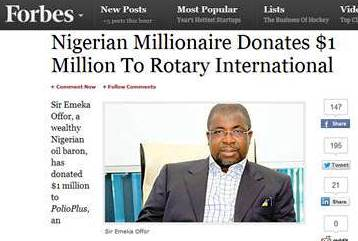 Forbes
New Posts
+5 posts this hour
Most Popular
Year's Hottest Startups
Lists
The Business Of Hockey
Nigerian Millionaire Donates $1
Million To Rotary International
+ Comment Now + Follow Comments
Sir Emeka
Offor, a
wealthy
Nigerian
oil baron,
has
donated
$1 million
to
PolioPlus,
an
Sir Emeka Offor
147
Share
195
Tweet
21
Share
0